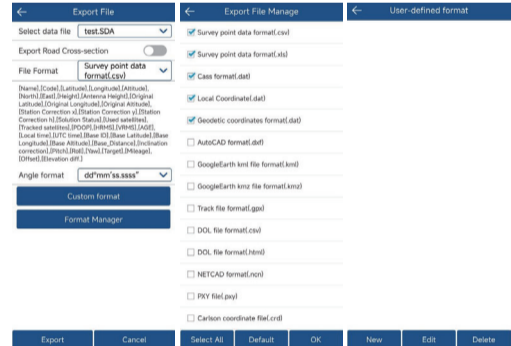 Export File
Select data file
test.SDA
Export Road Cross-section
File Format
Survey point data
format(.csv)
[Name],[Code],[Latitude],[Longitude],[Altitude],
[North],[East],[Height],[Antenna Height],[Original
Latitude],[Original Longitude],[Original Altitude],
[Station Correction x],[Station Correction y],[Station
Correction h],[Solution Status],[Used satellites],
[Tracked satellites],[PDOP],[HRMS],[VRMS],[AGE],
[Local time],[UTC time],[Base ID],[Base Latitude],[Base
Longitude],[Base Altitude],[Base_Distance],[Inclination
correction],[Pitch],[Roll],[Yaw],[Target],[Mileage],
[Offset],[Elevation diff.]
Angle format
dd°mm'ss.ssss"
Custom format
Format Manager
Export
Cancel
Export File Manage
Survey point data format(.csv)
Survey point data format(.xls)
Cass format(.dat)
Local Coordinate(.dat)
Geodetic coordinates format(.dat)
AutoCAD format(.dxf)
GoogleEarth kml file format(.kml)
GoogleEarth kmz file format(.kmz)
Track file format(.gpx)
DOL file format(.csv)
DOL file format(.html)
NETCAD format(.ncn)
PXY file(.pxy)
Carlson coordinate file(.crd)
Select All
Default
OK
User-defined format
New
Edit
Delete